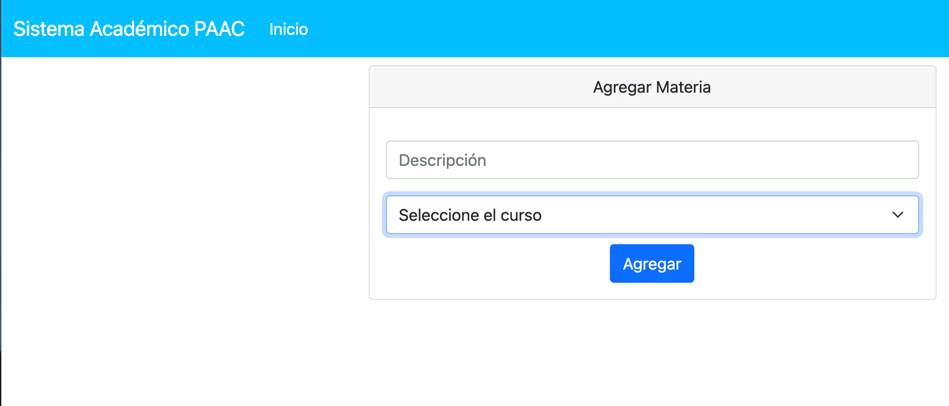 Sistema Académico PAAC Inicio
Agregar Materia
Descripción
Seleccione el curso
Agregar